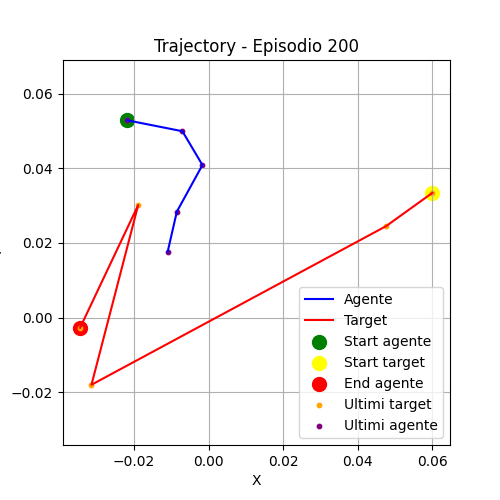 Trajectory - Episodio 200
0.06
0.04
0.02
0.00
−0.02
−0.02
0.00
0.02
0.04
0.06
X
Agente
Target
Start agente
Start target
End agente
Ultimi target
Ultimi agente